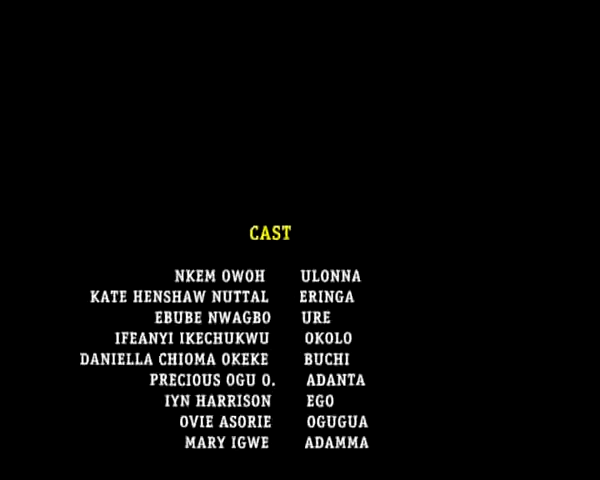 CAST
NKEM OWOH ULONNA
KATE HENSHAW NUTTAL ERINGA
EBUBE NWAGBO URE
IFEANYI IKECHUKWU OKOLO
DANIELLA CHIOMA OKEKE BUCHI
PRECIOUS OGU O. ADANTA
IYN HARRISON EGO
OVIE ASORIE OGUGUA
MARY IGWE ADAMMA